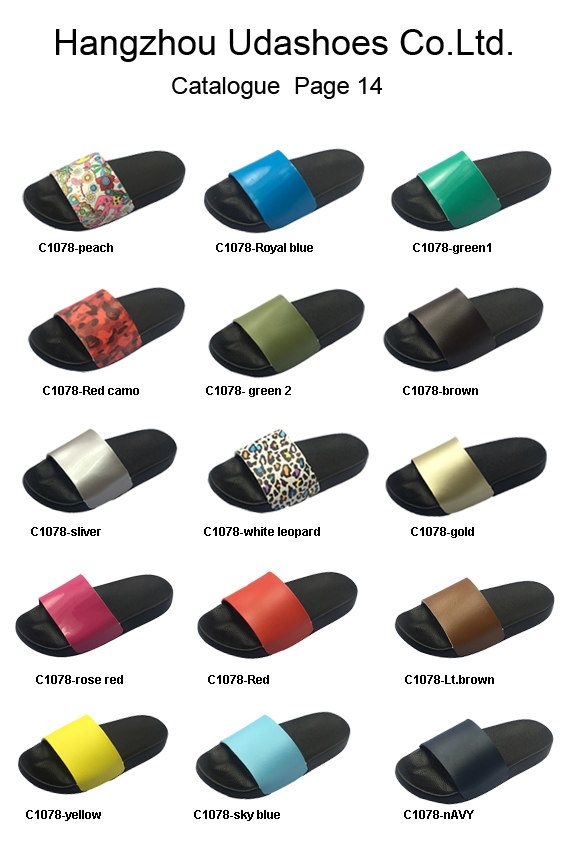 Hangzhou Udashoes Co.Ltd.
Catalogue Page 14
C1078-peach
C1078-Royal blue
C1078-green1
C1078-Red camo
C1078- green 2
C1078-brown
C1078-sliver
C1078-white leopard
C1078-gold
C1078-rose red
C1078-Red
C1078-Lt.brown
C1078-yellow
C1078-sky blue
C1078-nAVY